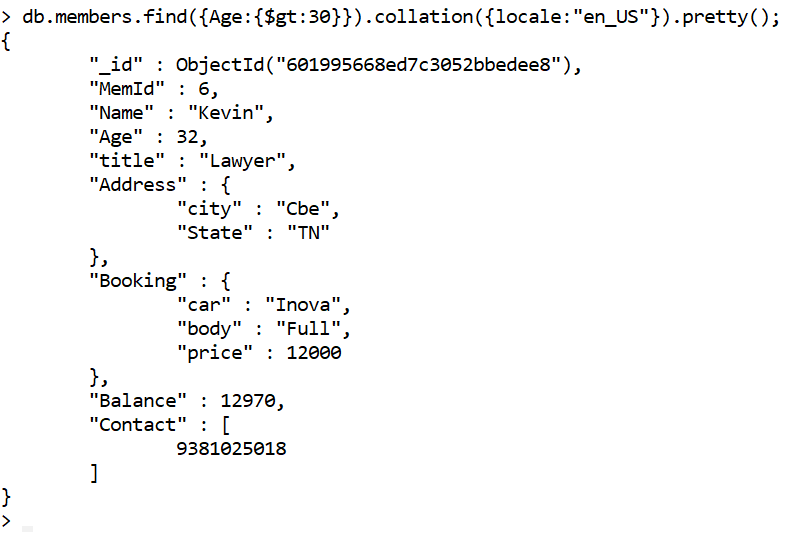 > db.members.find({Age:{$gt:30}}).collation({locale:"en_US"}).pretty();
{
        "_id" : ObjectId("601995668ed7c3052bbedee8"),
        "MemId" : 6,
        "Name" : "Kevin",
        "Age" : 32,
        "title" : "Lawyer",
        "Address" : {
                "city" : "Cbe",
                "State" : "TN"
        },
        "Booking" : {
                "car" : "Inova",
                "body" : "Full",
                "price" : 12000
        },
        "Balance" : 12970,
        "Contact" : [
                9381025018
        ]
}
>